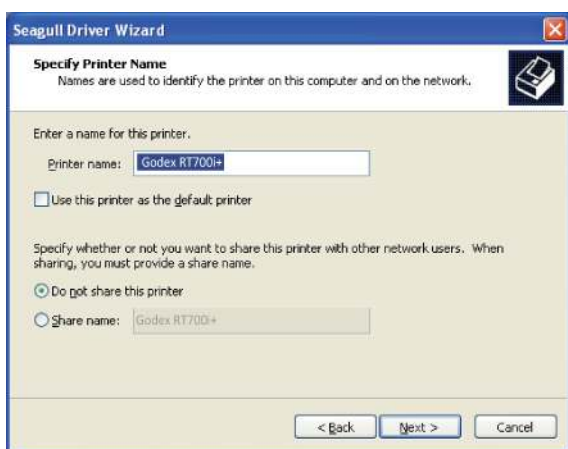 Seagull Driver Wizard
Specify Printer Name
Names are used to identify the printer on this computer and on the network.
Enter a name for this printer.
Printer name: Godex RT700i+
Use this printer as the default printer
Specify whether or not you want to share this printer with other network users. When
sharing, you must provide a share name.
Do not share this printer
Share name: Godex RT700i+
< Back Next > Cancel